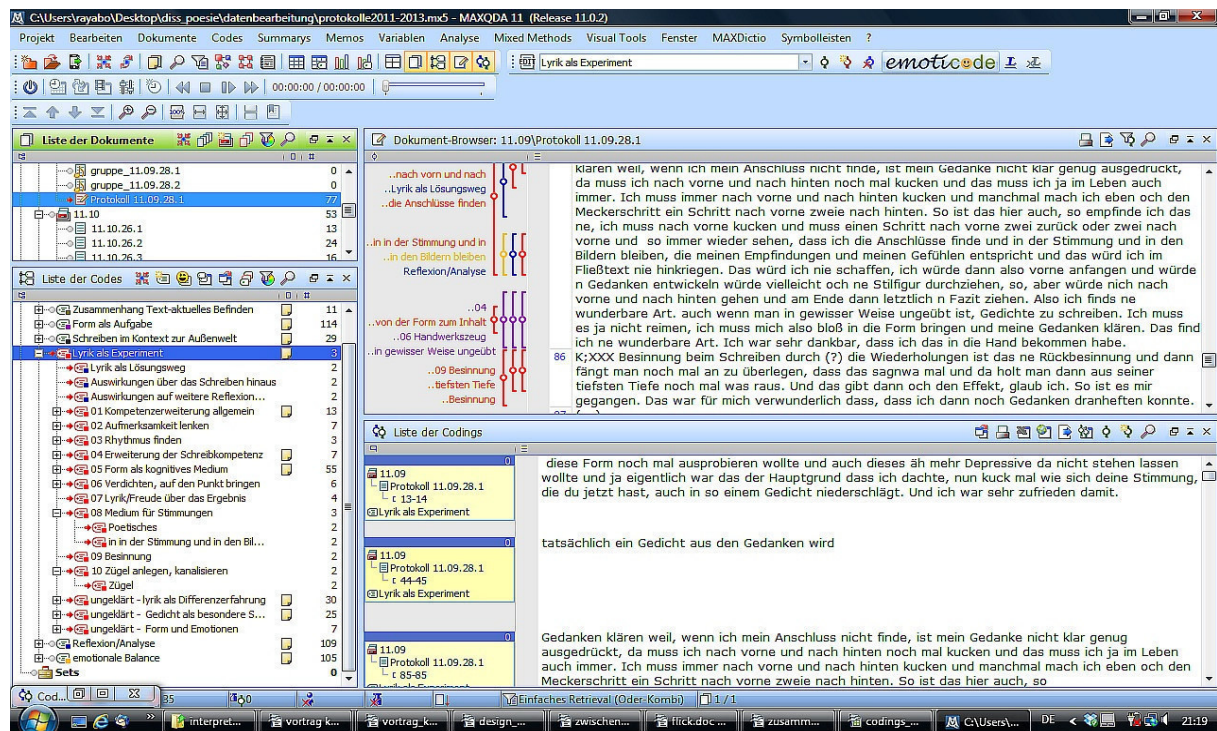 C:\Users\rayabo\Desktop\diss_poesie\datenbearbeitung\protokolle2011-2013.mx5 - MAXQDA 11 (Release 11.0.2)
Projekt Bearbeiten Dokumente Codes Summarys Memos Variablen Analyse Mixed Methods Visual Tools Fenster MAXDictio Symbolleisten ?
Lyrik als Experiment
emoticode
00:00:00 / 00:00:00
Liste der Dokumente
gruppe_11.09.28.1 0
gruppe_11.09.28.2 0
Protokoll 11.09.28.1 77
11.10 53
11.10.26.1 13
11.10.26.2 24
11.10.26.3 16
Liste der Codes
Zusammenhang Text-aktuelles Befinden 11
Form als Aufgabe 114
Schreiben im Kontext zur Außenwelt 29
Lyrik als Experiment 3
Lyrik als Lösungsweg 2
Auswirkungen über das Schreiben hinaus 2
Auswirkungen auf weitere Reflexion... 2
01 Kompetenzerweiterung allgemein 13
02 Aufmerksamkeit lenken 7
03 Rhythmus finden 3
04 Erweiterung der Schreibkompetenz 7
05 Form als kognitives Medium 55
06 Verdichten, auf den Punkt bringen 6
07 Lyrik/Freude über das Ergebnis 4
08 Medium für Stimmungen 3
Poetisches 2
in in der Stimmung und in den Bil... 2
09 Besinnung 2
10 Zügel anlegen, kanalisieren 2
Zügel 2
ungeklärt - lyrik als Differenzerfahrung 30
ungeklärt - Gedicht als besondere S... 25
ungeklärt - Form und Emotionen 7
Reflexion/Analyse 109
emotionale Balance 105
Sets 0
Dokument-Browser: 11.09\Protokoll 11.09.28.1
..nach vorn und nach
..Lyrik als Lösungsweg
..die Anschlüsse finden
..in in der Stimmung und in
..in den Bildern bleiben
Reflexion/Analyse
..04
..von der Form zum Inhalt
..06 Handwerkszeug
..in gewisser Weise ungeübt
..09 Besinnung
..tiefsten Tiefe
..Besinnung
klären weil, wenn ich mein Anschluss nicht finde, ist mein Gedanke nicht klar genug ausgedrückt,
da muss ich nach vorne und nach hinten noch mal kucken und das muss ich ja im Leben auch
immer. Ich muss immer nach vorne und nach hinten kucken und manchmal mach ich eben och den
Meckerschritt ein Schritt nach vorne zweie nach hinten. So ist das hier auch, so empfinde ich das
ne, ich muss nach vorne kucken und muss einen Schritt nach vorne zwei zurück oder zwei nach
vorne und so immer wieder sehen, dass ich die Anschlüsse finde und in der Stimmung und in den
Bildern bleiben, die meinen Empfindungen und meinen Gefühlen entspricht und das würd ich im
Fließtext nie hinkriegen. Das würd ich nie schaffen, ich würde dann also vorne anfangen und würde
n Gedanken entwickeln würde vielleicht och ne Stilfigur durchziehen, so, aber würde nich nach
vorne und nach hinten gehen und am Ende dann letztlich n Fazit ziehen. Also ich finds ne
wunderbare Art. auch wenn man in gewisser Weise ungeübt ist, Gedichte zu schreiben. Ich muss
es ja nicht reimen, ich muss mich also bloß in die Form bringen und meine Gedanken klären. Das find
ich ne wunderbare Art. Ich war sehr dankbar, dass ich das in die Hand bekommen habe.
86 K;XXX Besinnung beim Schreiben durch (?) die Wiederholungen ist das ne Rückbesinnung und dann
fängt man noch mal an zu überlegen, dass das sagnwa mal und da holt man dann aus seiner
tiefsten Tiefe noch mal was raus. Und das gibt dann och den Effekt, glaub ich. So ist es mir
gegangen. Das war für mich verwunderlich dass, dass ich dann noch Gedanken dranheften konnte.
Liste der Codings
0
11.09
Protokoll 11.09.28.1
13-14
Lyrik als Experiment
diese Form noch mal ausprobieren wollte und auch dieses äh mehr Depressive da nicht stehen lassen
wollte und ja eigentlich war das der Hauptgrund dass ich dachte, nun kuck mal wie sich deine Stimmung,
die du jetzt hast, auch in so einem Gedicht niederschlägt. Und ich war sehr zufrieden damit.
0
11.09
Protokoll 11.09.28.1
44-45
Lyrik als Experiment
tatsächlich ein Gedicht aus den Gedanken wird
0
11.09
Protokoll 11.09.28.1
85-85
Gedanken klären weil, wenn ich mein Anschluss nicht finde, ist mein Gedanke nicht klar genug
ausgedrückt, da muss ich nach vorne und nach hinten noch mal kucken und das muss ich ja im Leben
auch immer. Ich muss immer nach vorne und nach hinten kucken und manchmal mach ich eben och den
Meckerschritt ein Schritt nach vorne zweie nach hinten. So ist das hier auch, so
Cod... 35 0 Einfaches Retrieval (Oder-Kombi) 1 / 1
interpret... vortrag k... vortrag_k... design_... zwischen... flick.doc ... zusamm... codings_... C:\Users\... DE 21:19